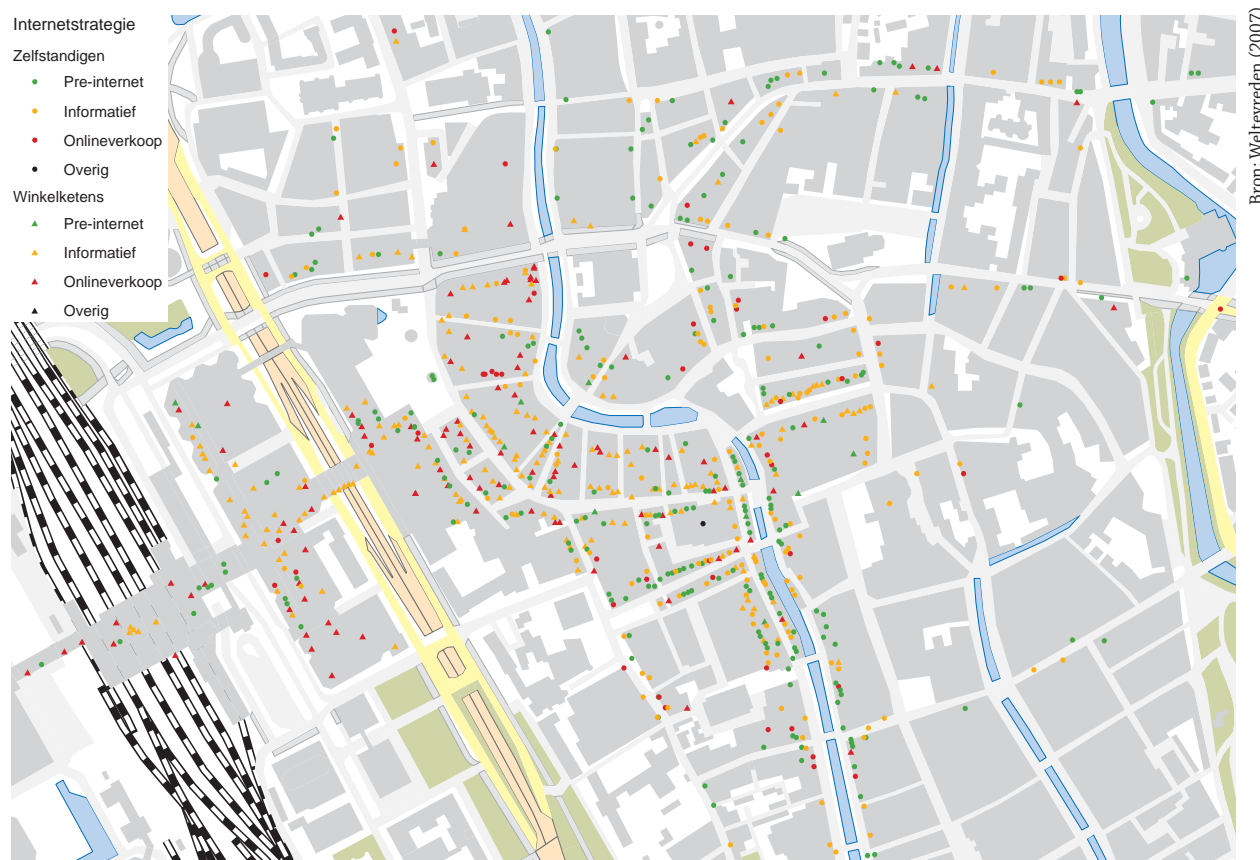 Internetstrategie
Zelfstandigen
Pre-internet
Informatief
Onlineverkoop
Overig
Winkelketens
Pre-internet
Informatief
Onlineverkoop
Overig
Bron: Weltevreden (2007)